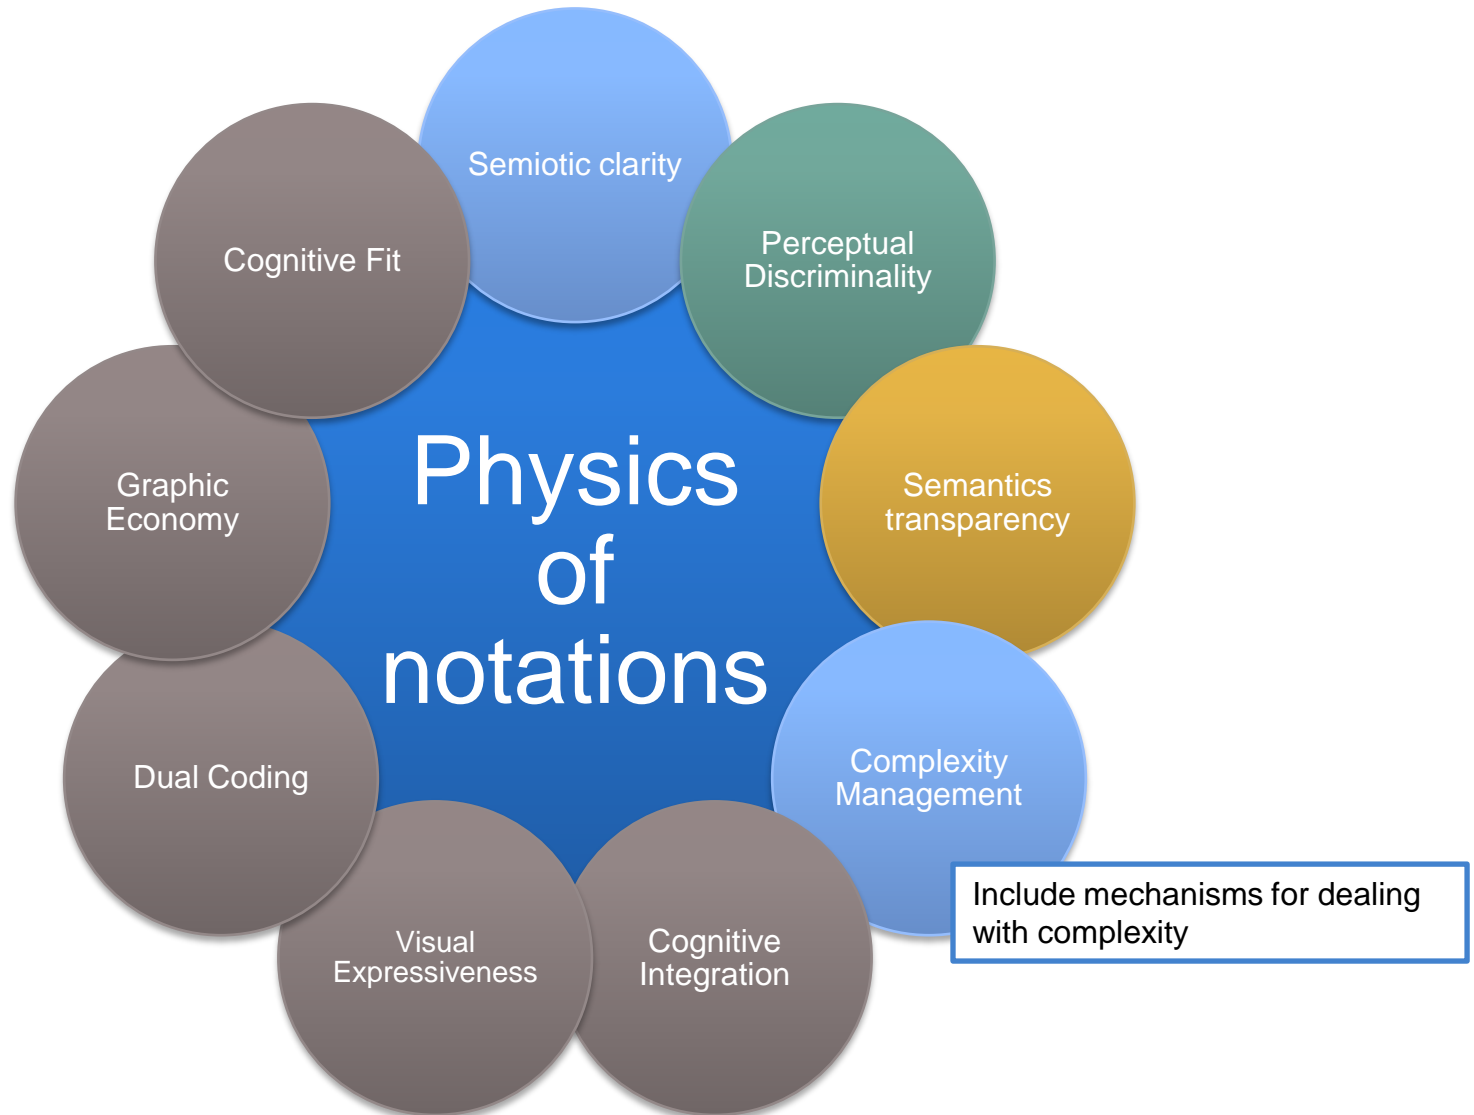 Semiotic clarity
Perceptual
Discriminality
Semantics
transparency
Complexity
Management
Include mechanisms for dealing
with complexity
Cognitive
Integration
Visual
Expressiveness
Dual Coding
Graphic
Economy
Cognitive Fit
Physics
of
notations